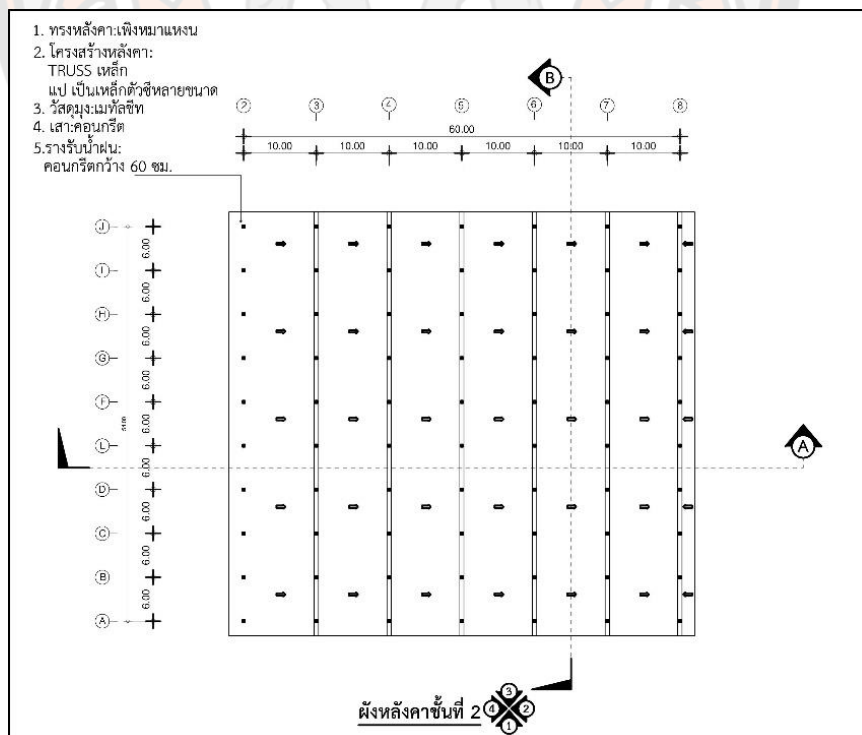 1. ทรงหลังคา:เพิงหมาแหงน
2. โครงสร้างหลังคา:
TRUSS เหล็ก
แป เป็นเหล็กตัวซีหลายขนาด
3. วัสดุมุง:เมทัลชีท
4. เสา:คอนกรีต
5.รางรับน้ำฝน:
คอนกรีตกว้าง 60 ซม.
B
2 3 4 5 6 7 8
60.00
10.00 10.00 10.00 10.00 10.00 10.00
J
6.00
I
6.00
H
6.00
G
6.00
F
6.00
L
6.00
D
6.00
C
6.00
B
6.00
A
A
ผังหลังคาชั้นที่ 2
3
4 2
1